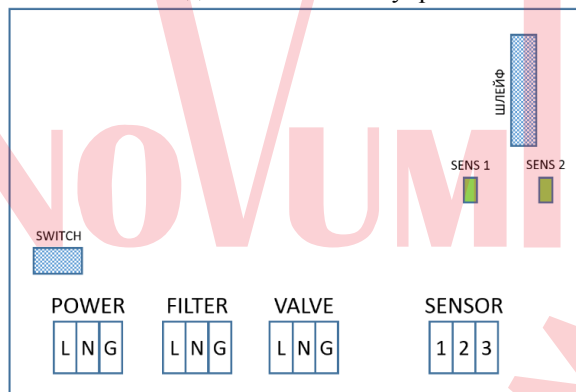 ШЛЕЙФ
SENS 1 SENS 2
SWITCH
POWER FILTER VALVE SENSOR
L N G L N G L N G 1 2 3
NOVUM